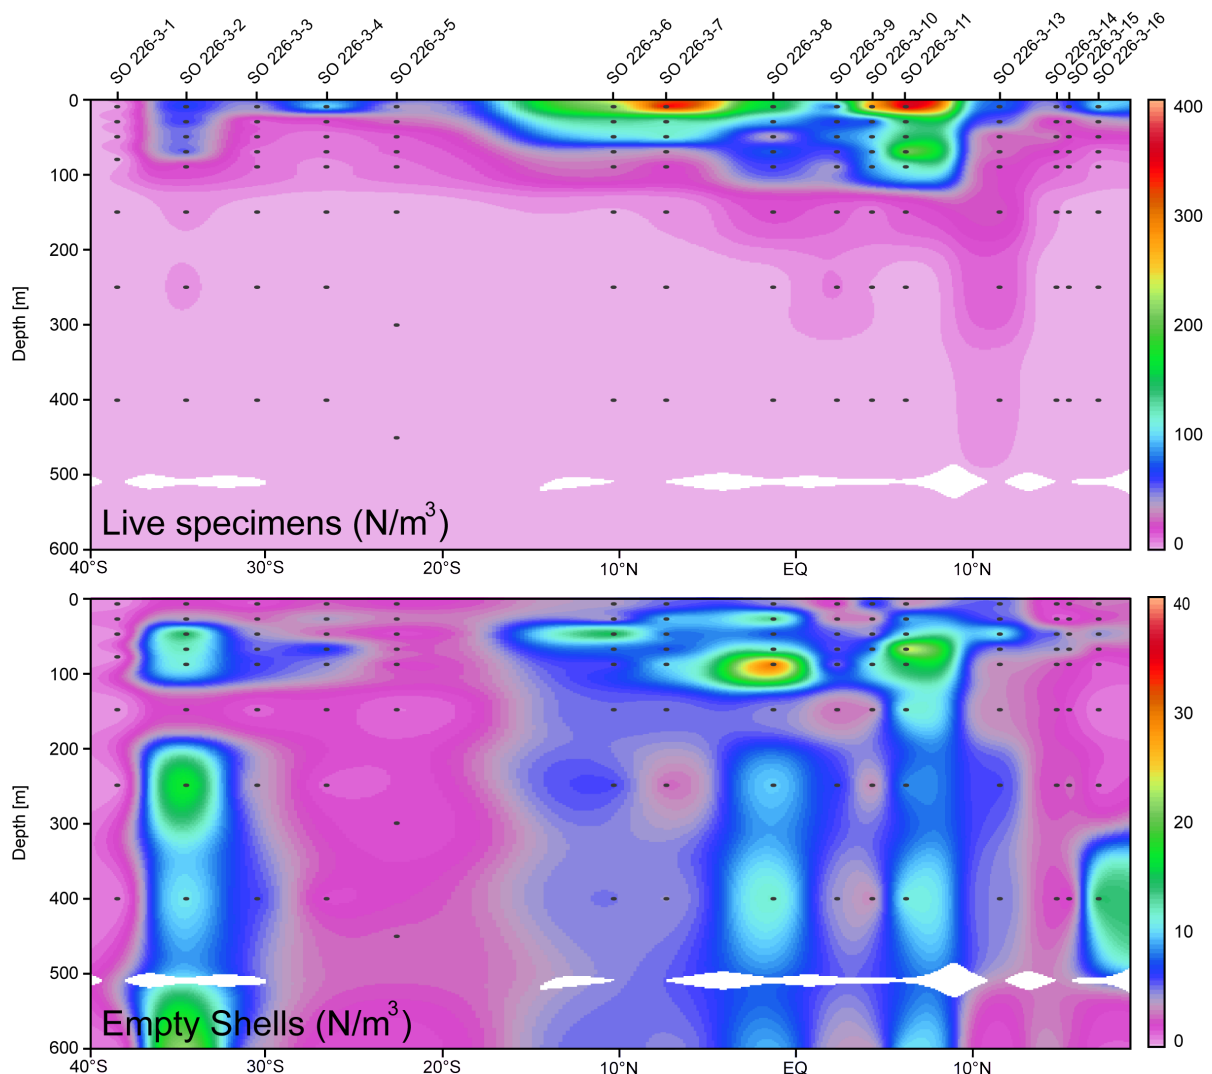 SO 226-3-1
SO 226-3-2
SO 226-3-3
SO 226-3-4
SO 226-3-5
SO 226-3-6
SO 226-3-7
SO 226-3-8
SO 226-3-9
SO 226-3-10
SO 226-3-11
SO 226-3-13
SO 226-3-14
SO 226-3-15
SO 226-3-16
0
100
200
300
400
500
600
Depth [m]
Live specimens (N/m³)
40°S
30°S
20°S
10°N
EQ
10°N
400
300
200
100
0
0
100
200
300
400
500
600
Depth [m]
Empty Shells (N/m³)
40°S
30°S
20°S
10°N
EQ
10°N
40
30
20
10
0